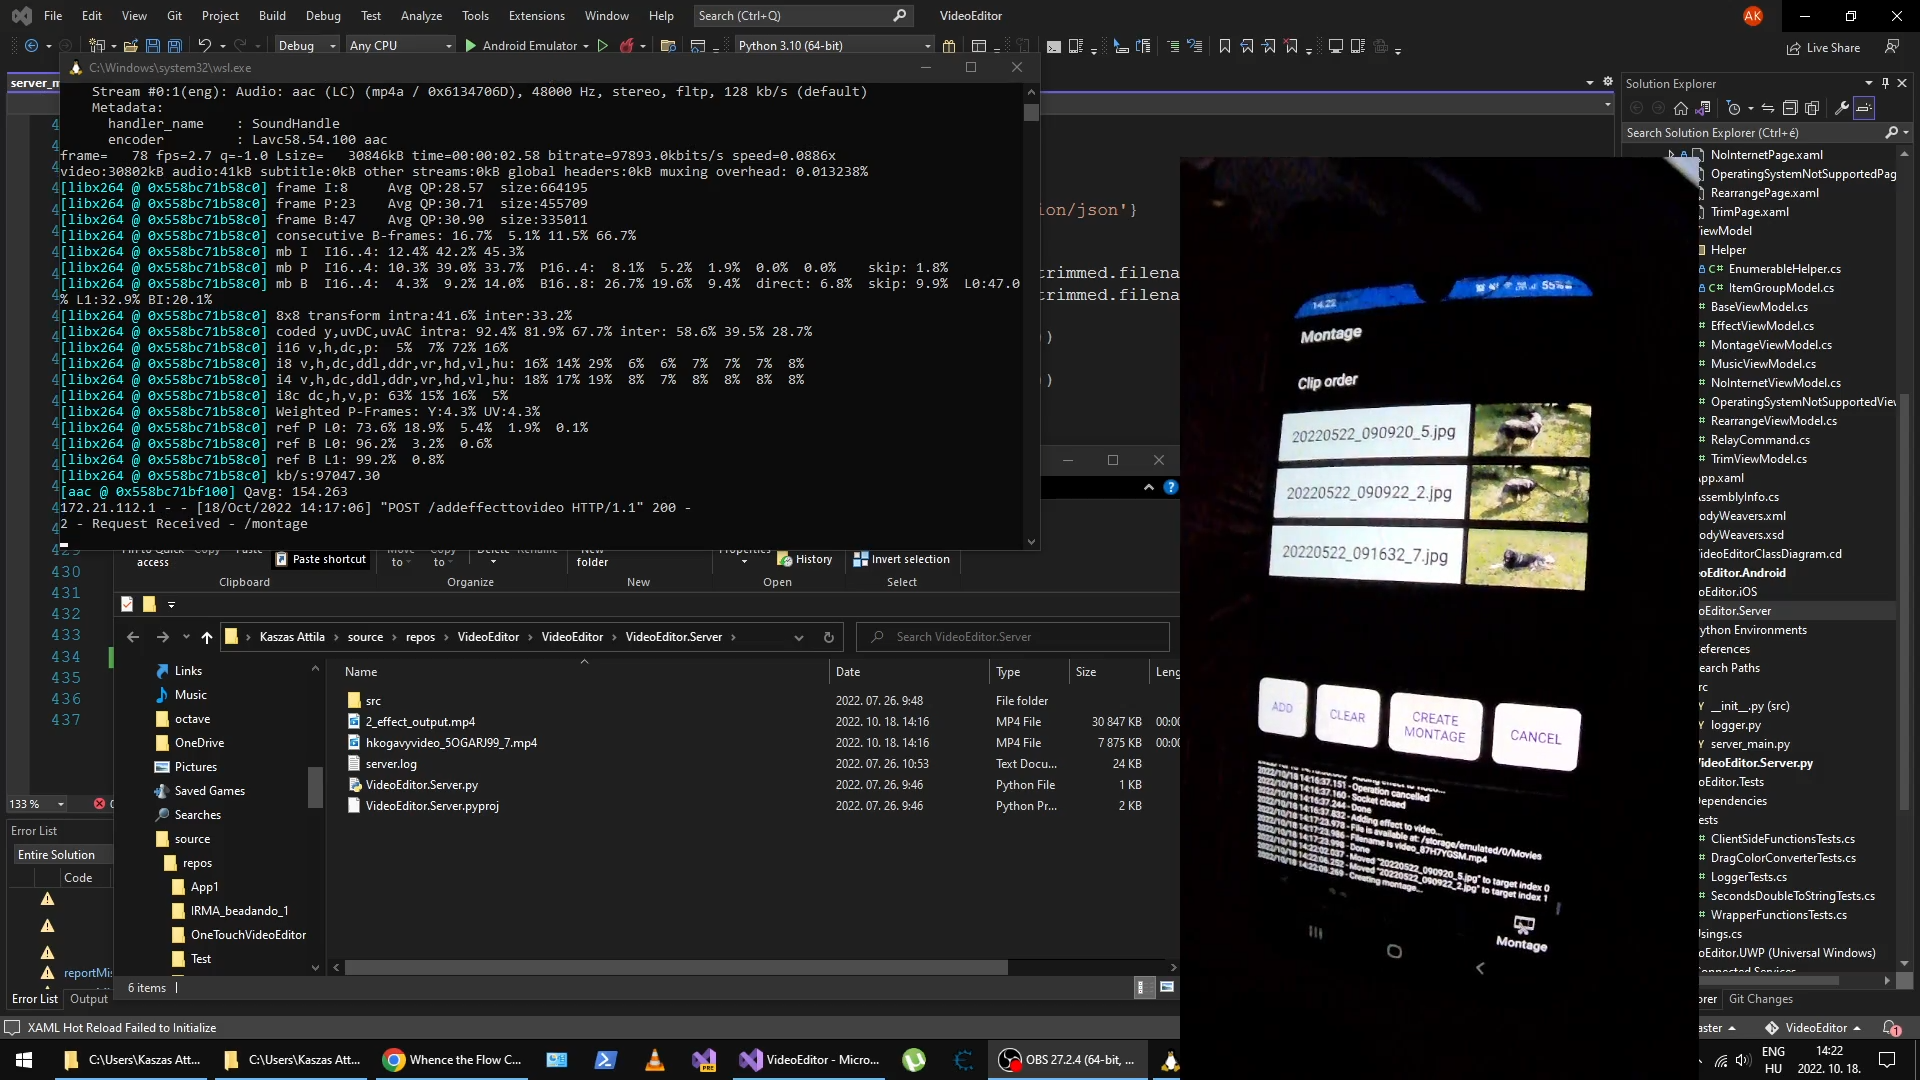 File Edit View Git Project Build Debug Test Analyze Tools Extensions Window Help Search (Ctrl+Q) VideoEditor AK
Debug Any CPU Android Emulator Python 3.10 (64-bit) Live Share
server_m
C:\Windows\system32\wsl.exe
Stream #0:1(eng): Audio: aac (LC) (mp4a / 0x6134706D), 48000 Hz, stereo, fltp, 128 kb/s (default)
Metadata:
handler_name : SoundHandle
encoder : Lavc58.54.100 aac
frame= 78 fps=2.7 q=-1.0 Lsize= 30846kB time=00:00:02.58 bitrate=97893.0kbits/s speed=0.0886x
video:30802kB audio:41kB subtitle:0kB other streams:0kB global headers:0kB muxing overhead: 0.013238%
[libx264 @ 0x558bc71b58c0] frame I:8 Avg QP:28.57 size:664195
[libx264 @ 0x558bc71b58c0] frame P:23 Avg QP:30.71 size:455709
[libx264 @ 0x558bc71b58c0] frame B:47 Avg QP:30.90 size:335011
[libx264 @ 0x558bc71b58c0] consecutive B-frames: 16.7% 5.1% 11.5% 66.7%
[libx264 @ 0x558bc71b58c0] mb I I16..4: 12.4% 42.2% 45.3%
[libx264 @ 0x558bc71b58c0] mb P I16..4: 10.3% 39.0% 33.7% P16..4: 8.1% 5.2% 1.9% 0.0% 0.0% skip: 1.8%
[libx264 @ 0x558bc71b58c0] mb B I16..4: 4.3% 9.2% 14.0% B16..8: 26.7% 19.6% 9.4% direct: 6.8% skip: 9.9% L0:47.0
% L1:32.9% BI:20.1%
[libx264 @ 0x558bc71b58c0] 8x8 transform intra:41.6% inter:33.2%
[libx264 @ 0x558bc71b58c0] coded y,uvDC,uvAC intra: 92.4% 81.9% 67.7% inter: 58.6% 39.5% 28.7%
[libx264 @ 0x558bc71b58c0] i16 v,h,dc,p: 5% 7% 72% 16%
[libx264 @ 0x558bc71b58c0] i8 v,h,dc,ddl,ddr,vr,hd,vl,hu: 16% 14% 29% 6% 6% 7% 7% 7% 8%
[libx264 @ 0x558bc71b58c0] i4 v,h,dc,ddl,ddr,vr,hd,vl,hu: 18% 17% 19% 8% 7% 8% 8% 8% 8%
[libx264 @ 0x558bc71b58c0] i8c dc,h,v,p: 63% 15% 16% 5%
[libx264 @ 0x558bc71b58c0] Weighted P-Frames: Y:4.3% UV:4.3%
[libx264 @ 0x558bc71b58c0] ref P L0: 73.6% 18.9% 5.4% 1.9% 0.1%
[libx264 @ 0x558bc71b58c0] ref B L0: 96.2% 3.2% 0.6%
[libx264 @ 0x558bc71b58c0] ref B L1: 99.2% 0.8%
[libx264 @ 0x558bc71b58c0] kb/s:97047.30
[aac @ 0x558bc71bf100] Qavg: 154.263
172.21.112.1 - - [18/Oct/2022 14:17:06] "POST /addeffecttovideo HTTP/1.1" 200 -
2 - Request Received - /montage
ion/json'}
trimmed.filena
trimmed.filena
))
))
430
431
432
433
434
435
436
437
133 %
access Paste shortcut to to folder History Invert selection
Clipboard Organize New Open Select
Kaszas Attila source repos VideoEditor VideoEditor VideoEditor.Server Search VideoEditor.Server
Links
Music
octave
OneDrive
Pictures
Saved Games
Searches
source
repos
App1
IRMA_beadando_1
OneTouchVideoEditor
Test
Name Date Type Size Leng
src 2022. 07. 26. 9:48 File folder
2_effect_output.mp4 2022. 10. 18. 14:16 MP4 File 30 847 KB 00:0
hkogavyvideo_5OGARJ99_7.mp4 2022. 10. 18. 14:16 MP4 File 7 875 KB 00:0
server.log 2022. 07. 26. 10:53 Text Docu... 24 KB
VideoEditor.Server.py 2022. 07. 26. 9:46 Python File 1 KB
VideoEditor.Server.pyproj 2022. 07. 26. 9:46 Python Pr... 2 KB
6 items
Error List
Entire Solution
Code
reportMis
Error List Output
XAML Hot Reload Failed to Initialize
14:22 55%
Montage
Clip order
20220522_090920_5.jpg
20220522_090922_2.jpg
20220522_091632_7.jpg
ADD CLEAR CREATE MONTAGE CANCEL
2022/10/18 14:16:37.151 - Operation cancelled
2022/10/18 14:16:37.160 - Socket closed
2022/10/18 14:16:37.244 - Done
2022/10/18 14:16:37.832 - Adding effect to video...
2022/10/18 14:17:23.978 - File is available at: /storage/emulated/0/Movies
2022/10/18 14:17:23.986 - Filename is video_87H7YGSM.mp4
2022/10/18 14:17:23.998 - Done
2022/10/18 14:22:02.037 - Moved "20220522_090920_5.jpg" to target index 0
2022/10/18 14:22:06.252 - Moved "20220522_090922_2.jpg" to target index 1
2022/10/18 14:22:09.269 - Creating montage...
Montage
Solution Explorer
Search Solution Explorer (Ctrl+é)
NoInternetPage.xaml
OperatingSystemNotSupportedPag
RearrangePage.xaml
TrimPage.xaml
iewModel
Helper
C# EnumerableHelper.cs
C# ItemGroupModel.cs
BaseViewModel.cs
EffectViewModel.cs
MontageViewModel.cs
MusicViewModel.cs
NoInternetViewModel.cs
OperatingSystemNotSupportedView
RearrangeViewModel.cs
RelayCommand.cs
TrimViewModel.cs
pp.xaml
ssemblyInfo.cs
odyWeavers.xml
odyWeavers.xsd
ideoEditorClassDiagram.cd
eoEditor.Android
oEditor.iOS
oEditor.Server
ython Environments
eferences
earch Paths
rc
__init__.py (src)
logger.py
server_main.py
ideoEditor.Server.py
oEditor.Tests
ependencies
ests
ClientSideFunctionsTests.cs
DragColorConverterTests.cs
LoggerTests.cs
SecondsDoubleToStringTests.cs
WrapperFunctionsTests.cs
sings.cs
oEditor.UWP (Universal Windows)
onnected Services
orer Git Changes
aster VideoEditor 1
C:\Users\Kaszas Att... C:\Users\Kaszas Att... Whence the Flow C... VideoEditor - Micro... OBS 27.2.4 (64-bit, ... ENG HU 14:22 2022. 10. 18.